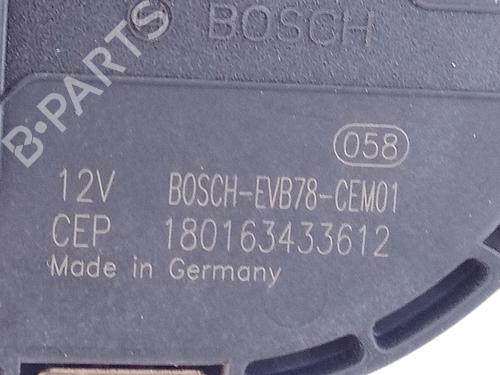 BOSCH
B-PARTS
058
12V BOSCH-EVB78-CEM01
CEP 180163433612
Made in Germany